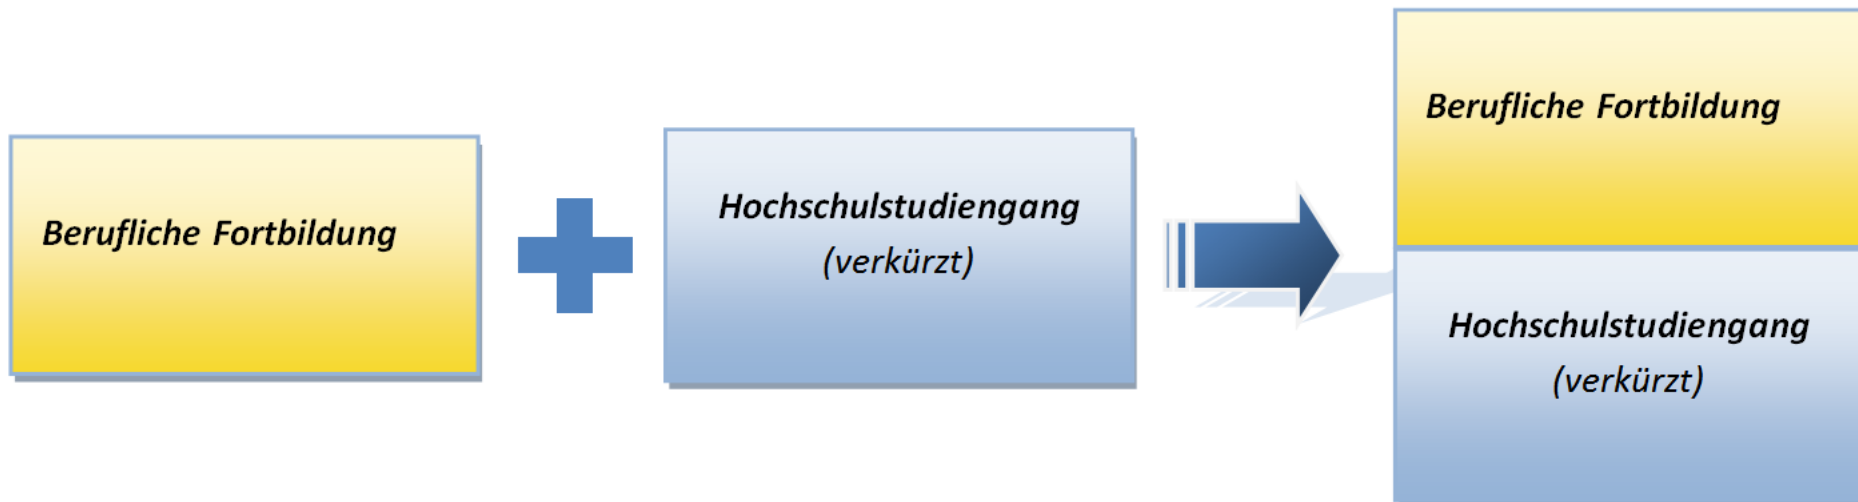 Berufliche Fortbildung
Hochschulstudiengang
(verkürzt)
Berufliche Fortbildung
Hochschulstudiengang
(verkürzt)